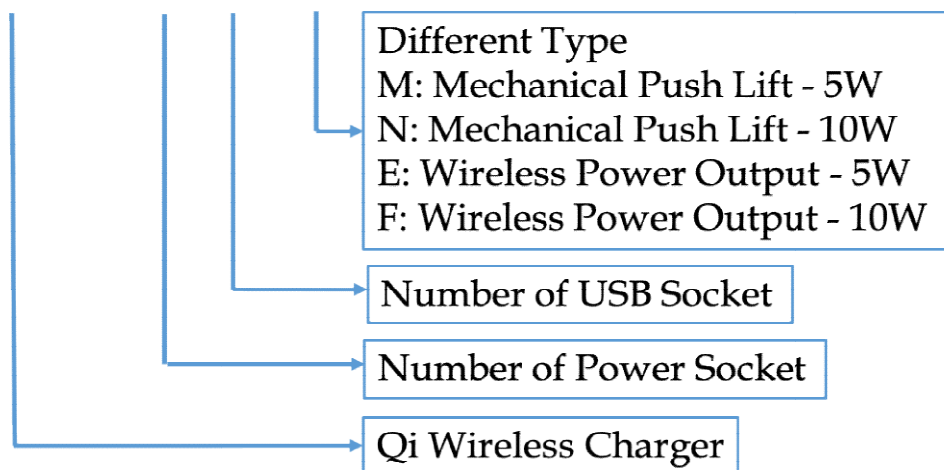 Different Type
M: Mechanical Push Lift - 5W
N: Mechanical Push Lift - 10W
E: Wireless Power Output - 5W
F: Wireless Power Output - 10W
Number of USB Socket
Number of Power Socket
Qi Wireless Charger